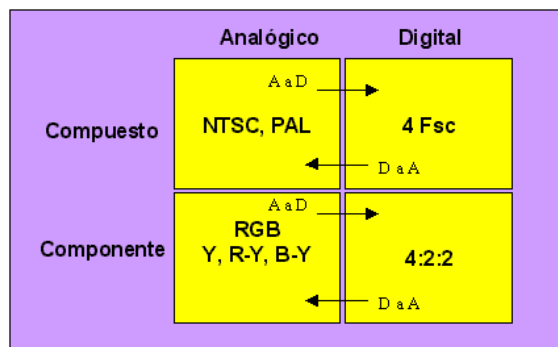 Analógico Digital
A a D
Compuesto NTSC, PAL 4 Fsc
D a A
A a D
RGB
Componente Y, R-Y, B-Y 4:2:2
D a A